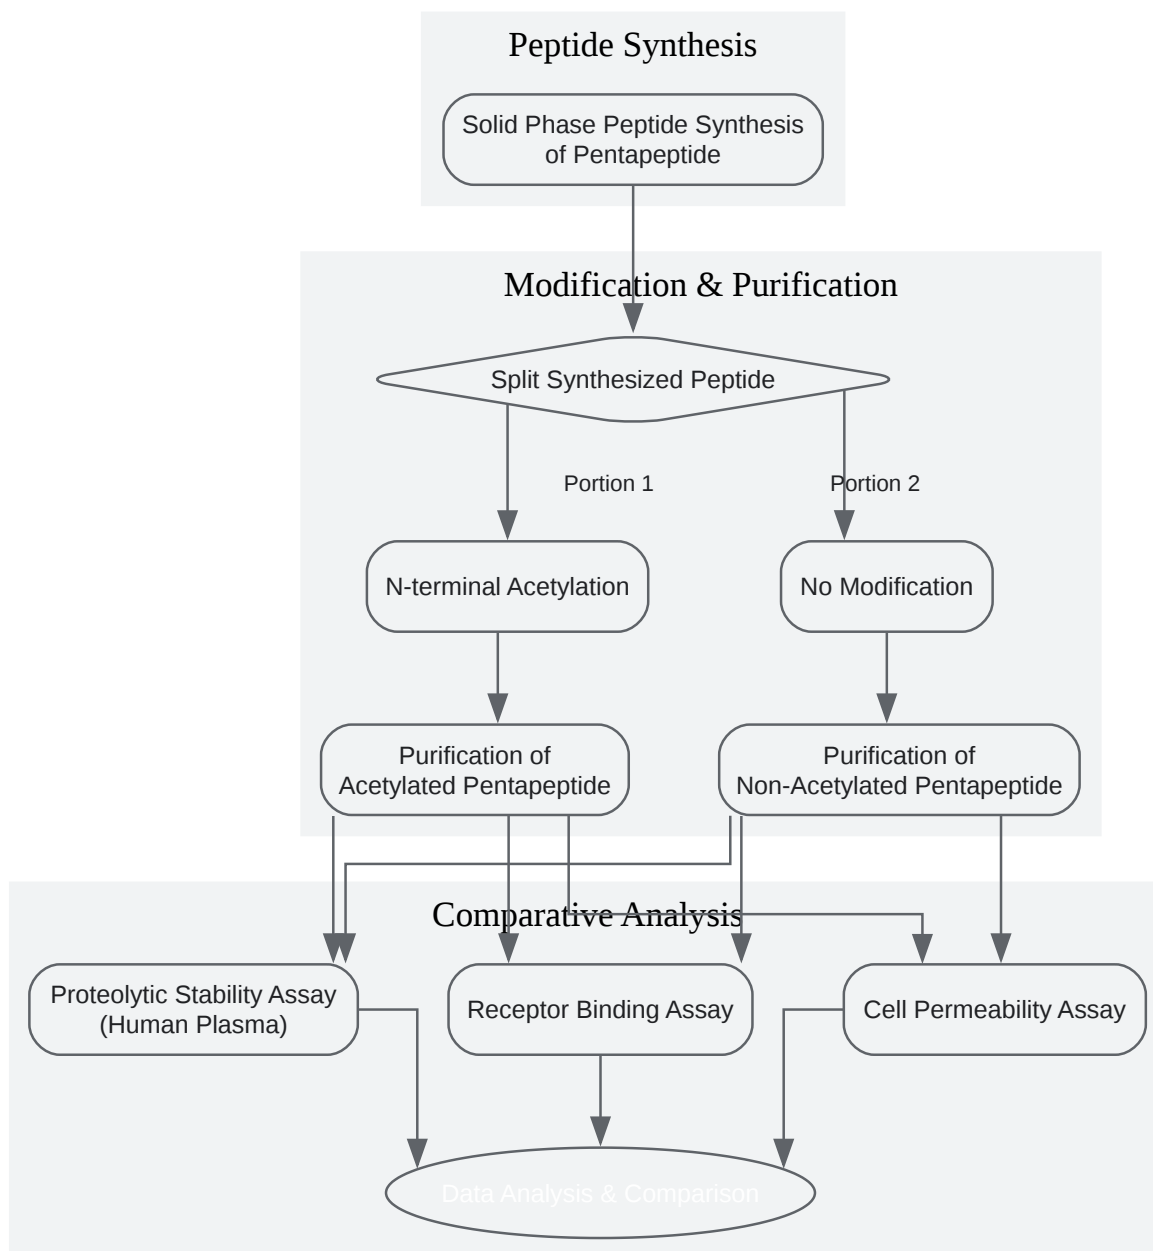 Peptide Synthesis
Solid Phase Peptide Synthesis
of Pentapeptide
Modification & Purification
Split Synthesized Peptide
Portion 1
Portion 2
N-terminal Acetylation
No Modification
Purification of
Acetylated Pentapeptide
Purification of
Non-Acetylated Pentapeptide
Comparative Analysis
Proteolytic Stability Assay
(Human Plasma)
Receptor Binding Assay
Cell Permeability Assay
Data Analysis & Comparison